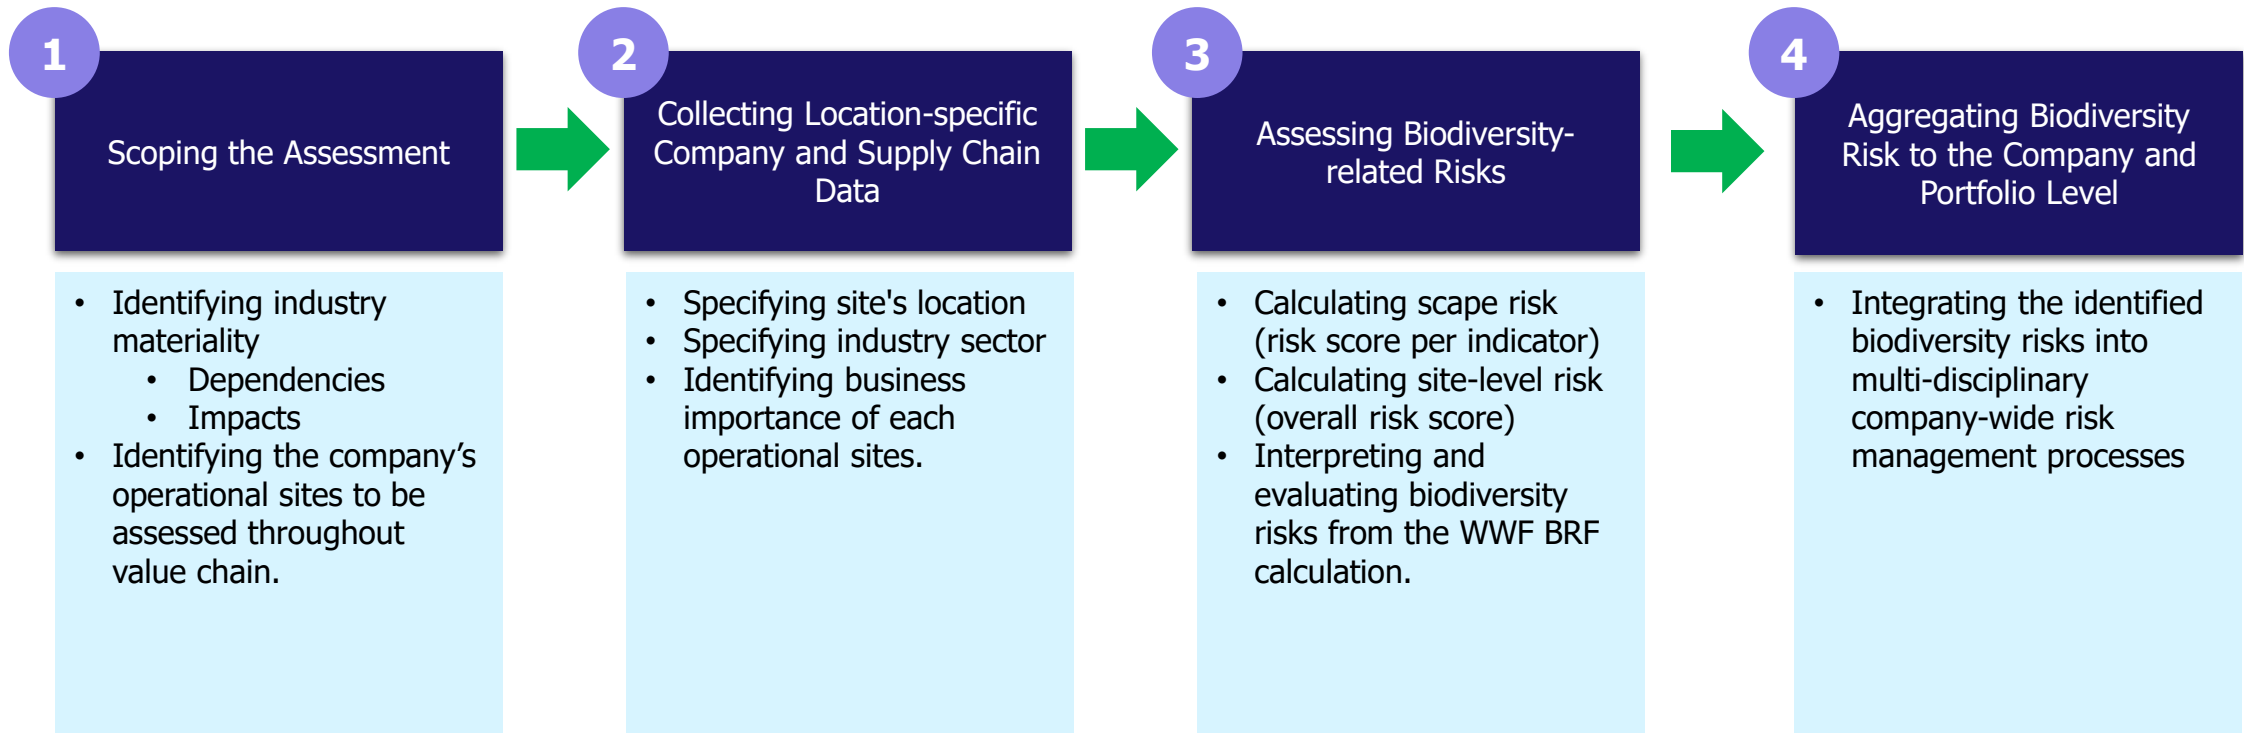 1
Scoping the Assessment
• Identifying industry
materiality
• Dependencies
• Impacts
• Identifying the company’s
operational sites to be
assessed throughout
value chain.
2
Collecting Location-specific
Company and Supply Chain
Data
• Specifying site's location
• Specifying industry sector
• Identifying business
importance of each
operational sites.
3
Assessing Biodiversity-
related Risks
• Calculating scape risk
(risk score per indicator)
• Calculating site-level risk
(overall risk score)
• Interpreting and
evaluating biodiversity
risks from the WWF BRF
calculation.
4
Aggregating Biodiversity
Risk to the Company and
Portfolio Level
• Integrating the identified
biodiversity risks into
multi-disciplinary
company-wide risk
management processes